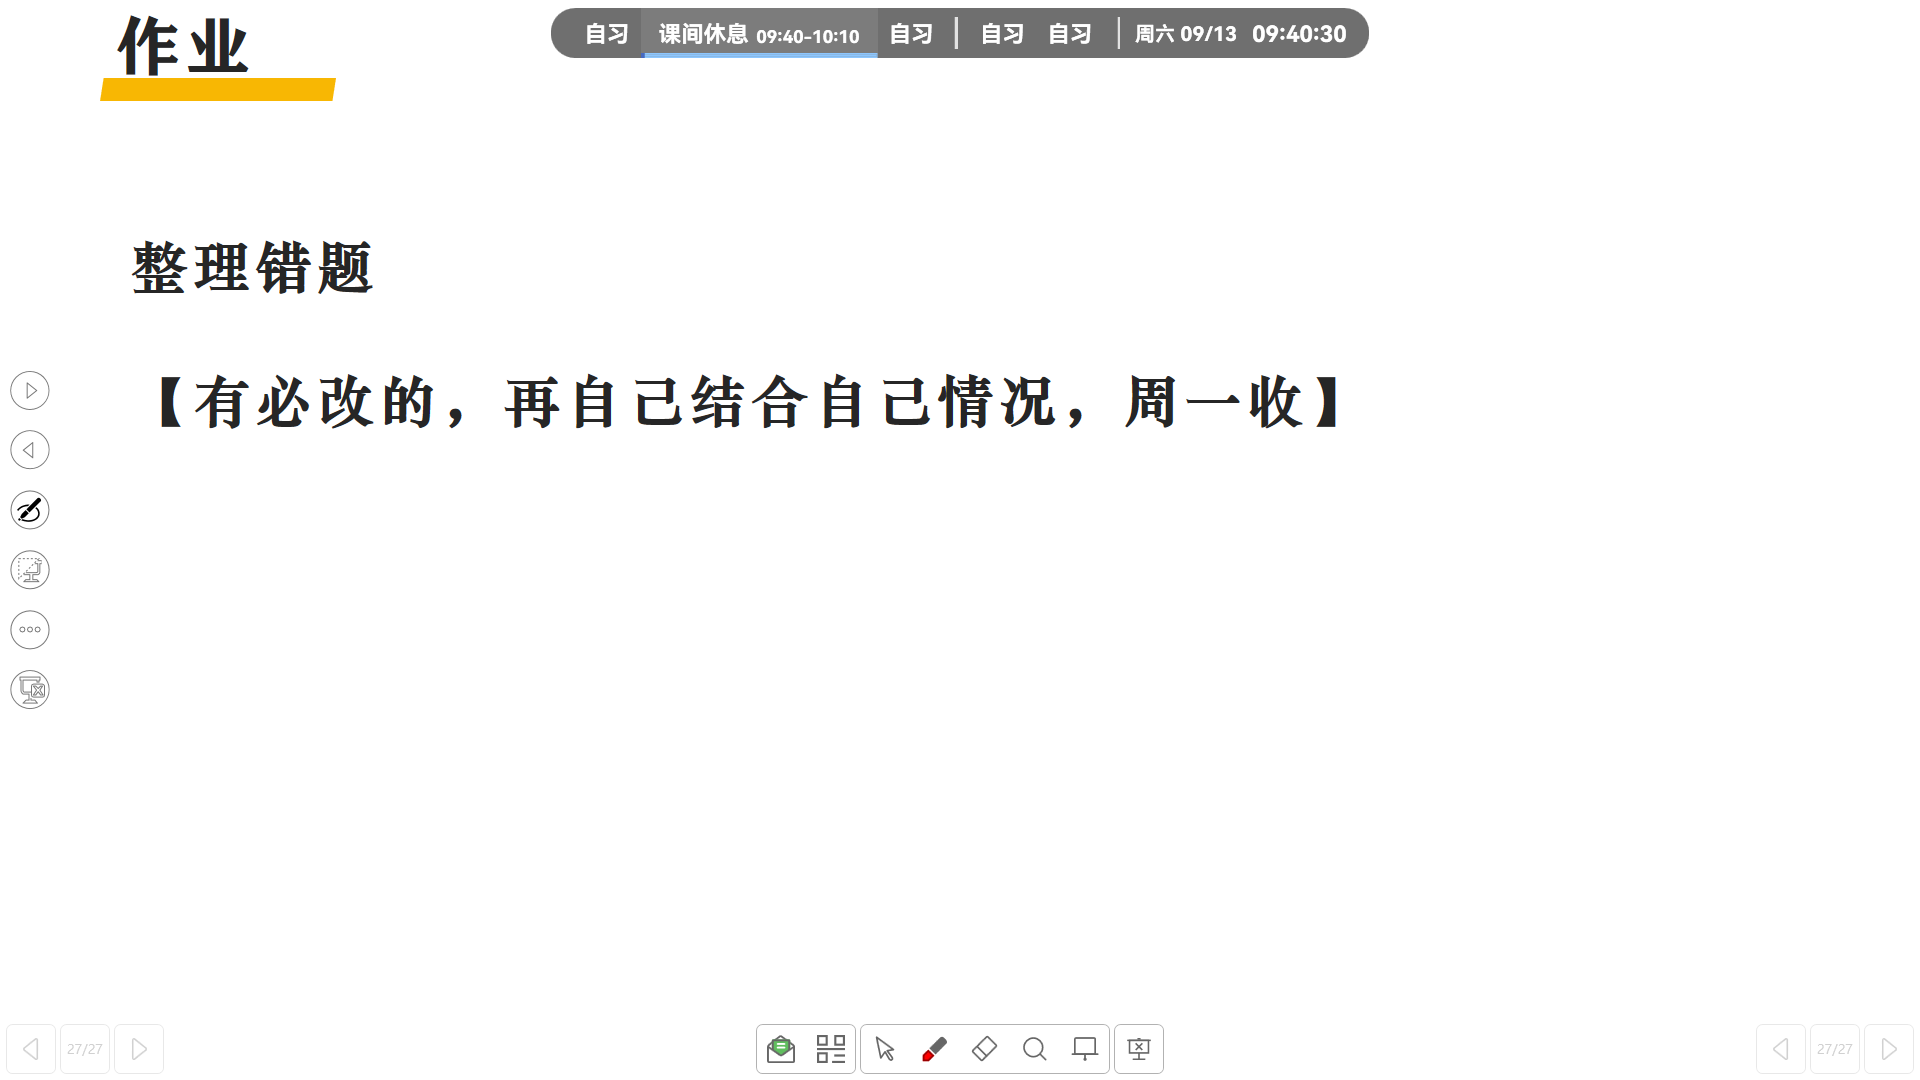 作业
自习 课间休息 09:40-10:10 自习 自习 自习 周六 09/13 09:40:30
整理错题
【有必改的，再自己结合自己情况，周一收】
27/27
27/27